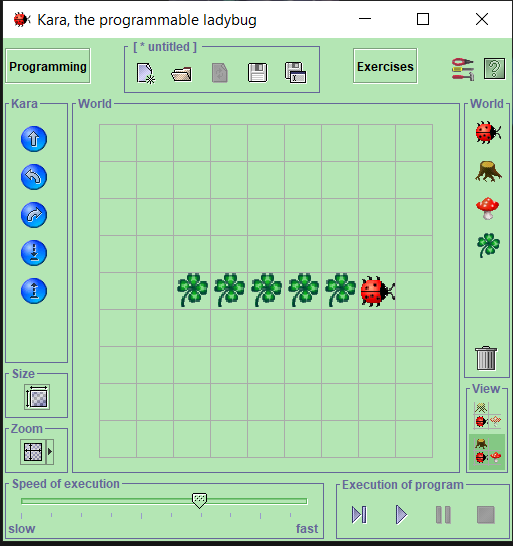 Kara, the programmable ladybug
Programming
[ * untitled ]
Exercises
?
Kara
World
World
Size
Zoom
View
Speed of execution
slow
fast
Execution of program